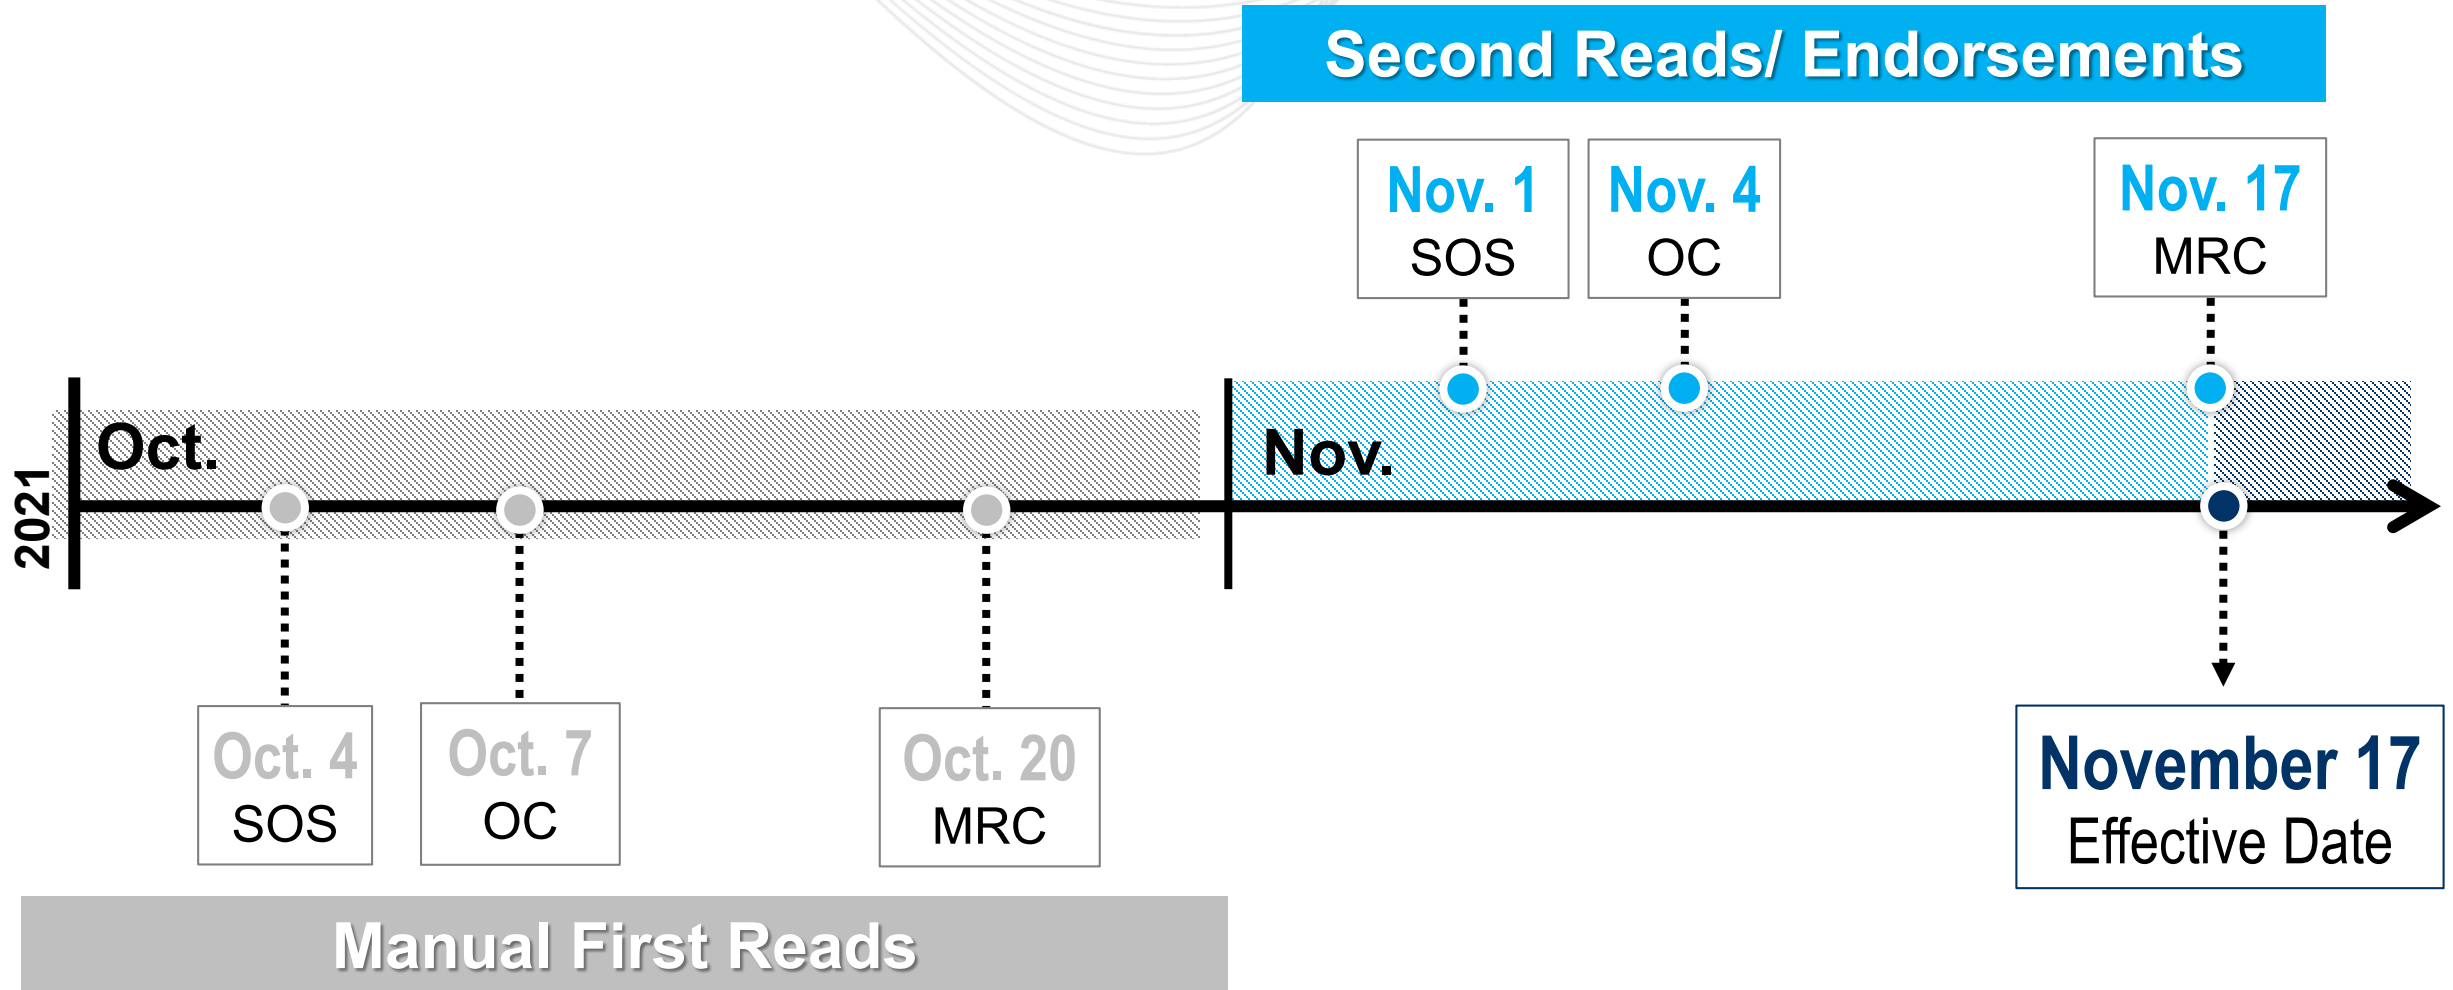 Second Reads/ Endorsements
Nov. 1
SOS
Nov. 4
OC
Nov. 17
MRC
2021
Oct.
Nov.
Oct. 4
SOS
Oct. 7
OC
Oct. 20
MRC
November 17
Effective Date
Manual First Reads